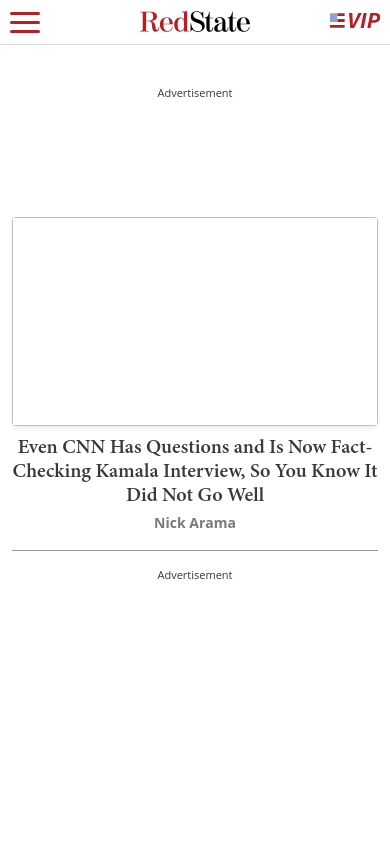 RedState
VIP
Advertisement
Even CNN Has Questions and Is Now Fact-
Checking Kamala Interview, So You Know It
Did Not Go Well
Nick Arama
Advertisement